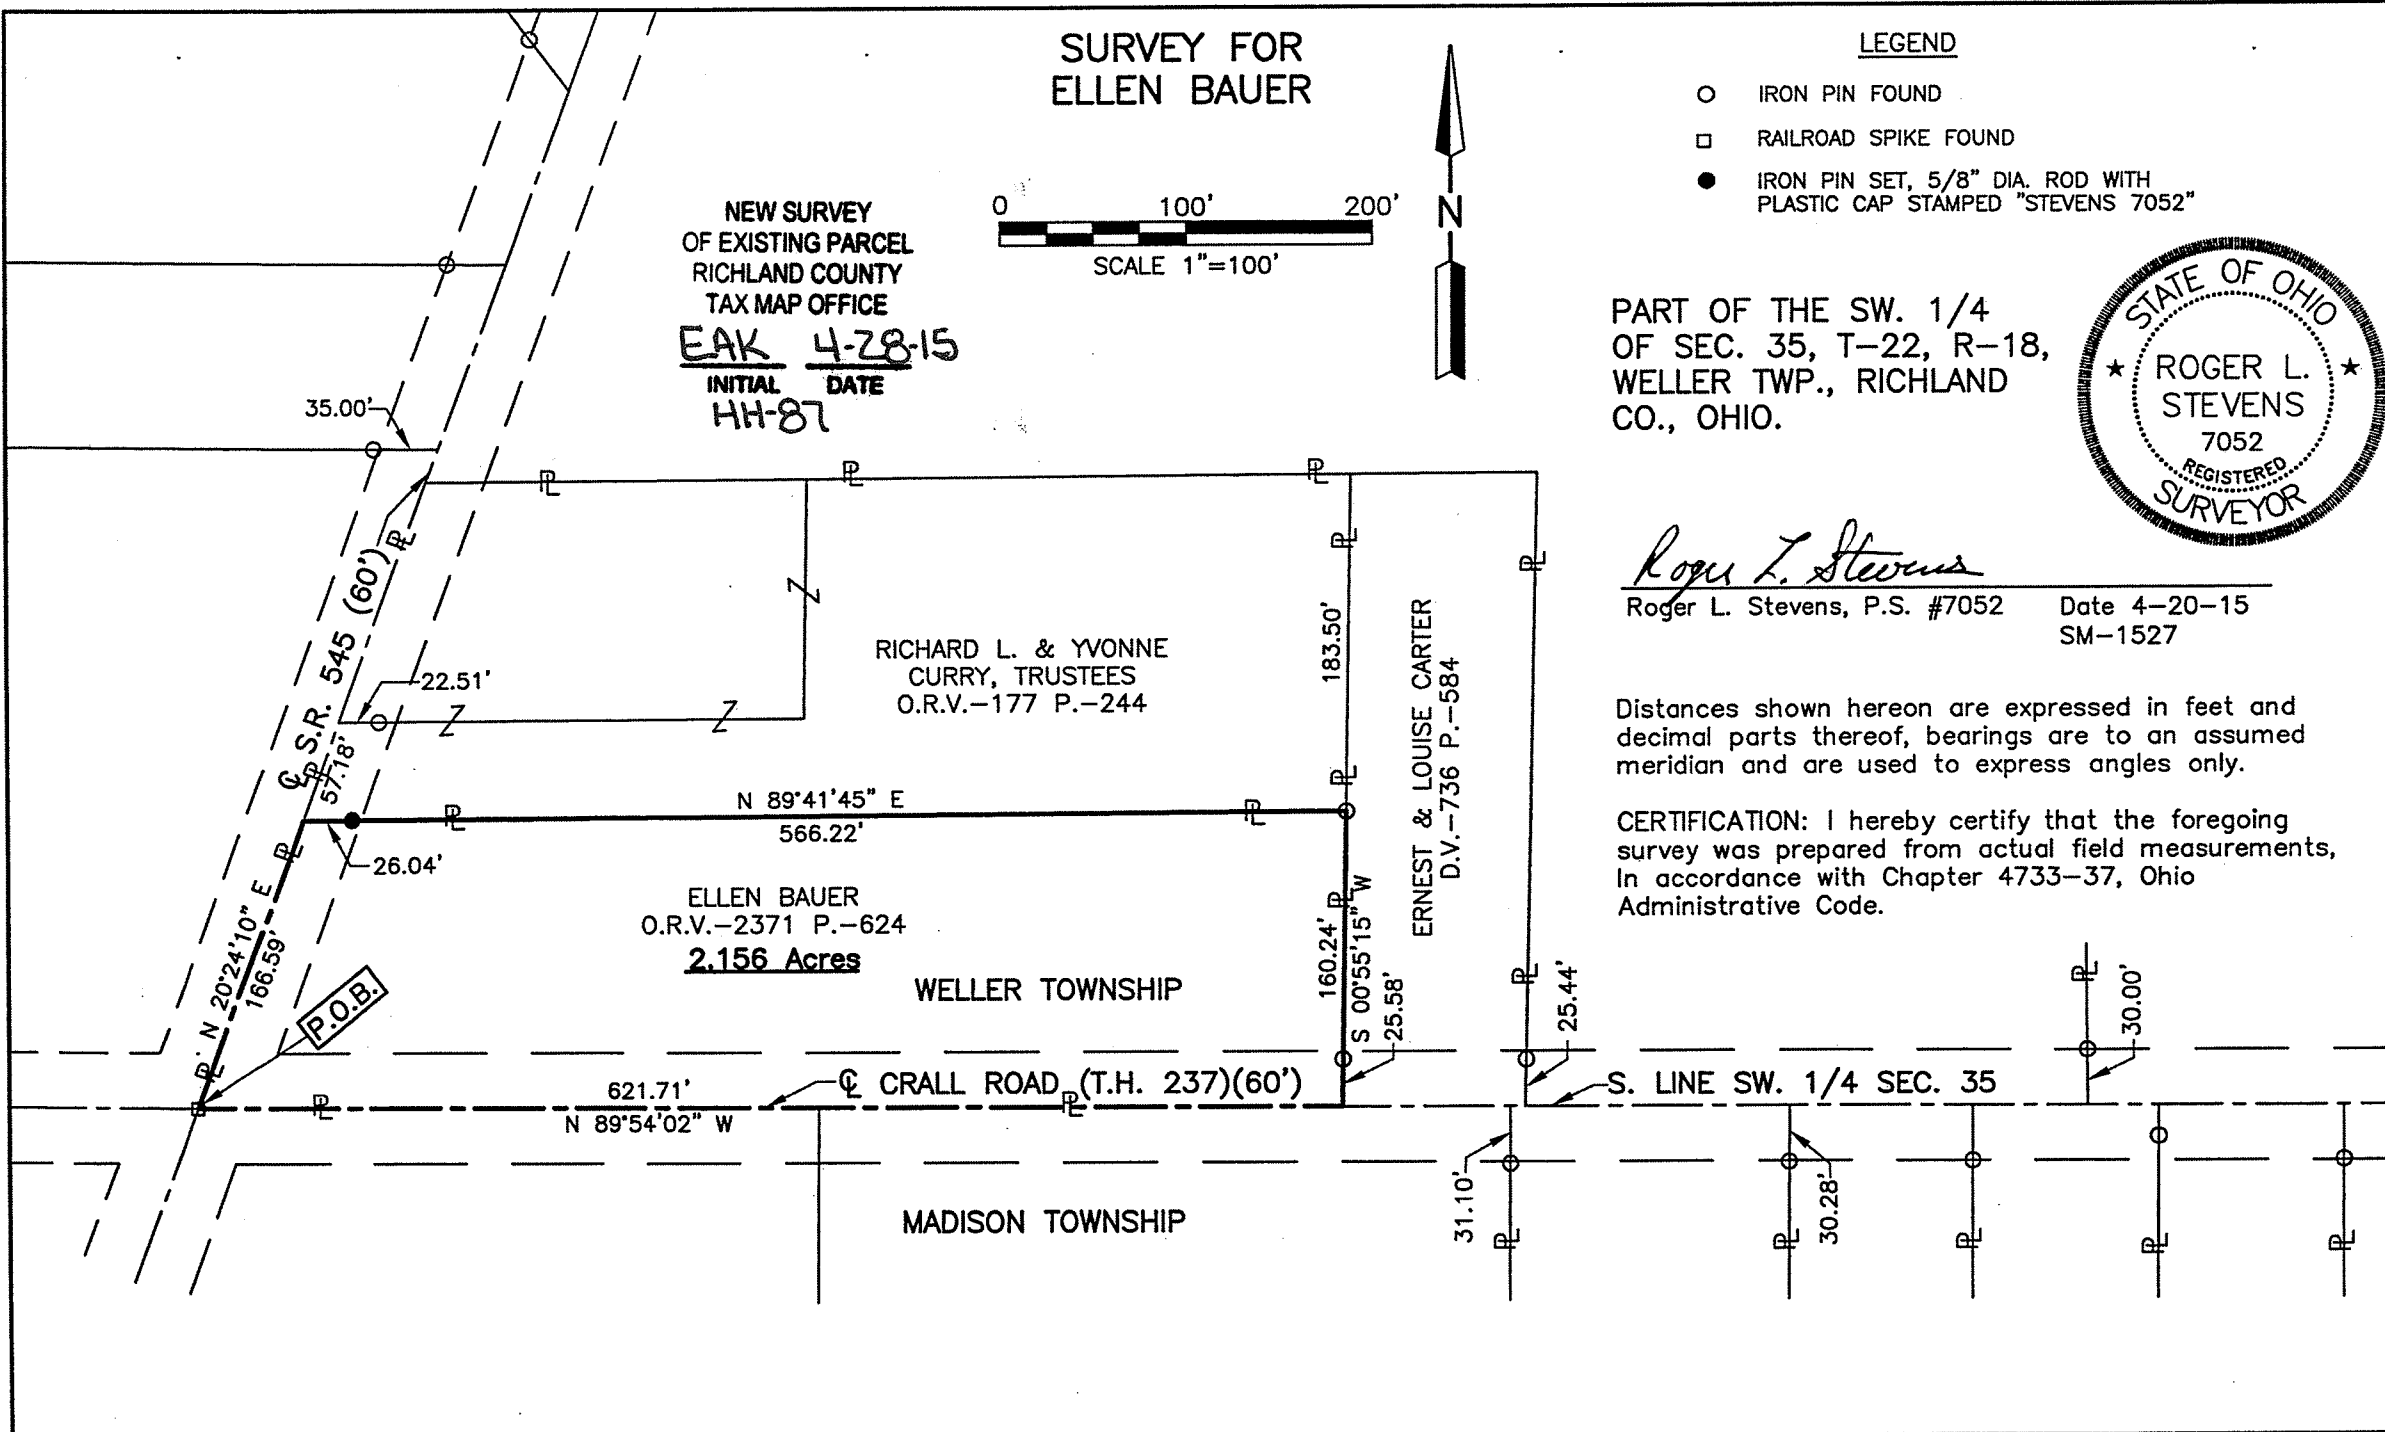 SURVEY FOR
ELLEN BAUER
LEGEND
IRON PIN FOUND
RAILROAD SPIKE FOUND
IRON PIN SET, 5/8" DIA. ROD WITH
PLASTIC CAP STAMPED "STEVENS 7052"
NEW SURVEY
OF EXISTING PARCEL
RICHLAND COUNTY
TAX MAP OFFICE
EAK 4-28-15
INITIAL DATE
HH-87
0 100' 200'
SCALE 1"=100'
N
PART OF THE SW. 1/4
OF SEC. 35, T-22, R-18,
WELLER TWP., RICHLAND
CO., OHIO.
STATE OF OHIO
ROGER L.
STEVENS
7052
REGISTERED
SURVEYOR
Roger L. Stevens
Roger L. Stevens, P.S. #7052 Date 4-20-15
SM-1527
Distances shown hereon are expressed in feet and
decimal parts thereof, bearings are to an assumed
meridian and are used to express angles only.
CERTIFICATION: I hereby certify that the foregoing
survey was prepared from actual field measurements,
In accordance with Chapter 4733-37, Ohio
Administrative Code.
35.00'
℄ S.R. 545 (60')
22.51'
57.18'
RICHARD L. & YVONNE
CURRY, TRUSTEES
O.R.V.-177 P.-244
183.50'
ERNEST & LOUISE CARTER
D.V.-736 P.-584
N 89°41'45" E
566.22'
26.04'
ELLEN BAUER
O.R.V.-2371 P.-624
2.156 Acres
N 20°24'10" E
166.59'
P.O.B.
WELLER TOWNSHIP
160.24'
S 00°55'15" W
25.58'
25.44'
30.00'
621.71'
N 89°54'02" W
℄ CRALL ROAD (T.H. 237)(60')
S. LINE SW. 1/4 SEC. 35
MADISON TOWNSHIP
31.10'
30.28'